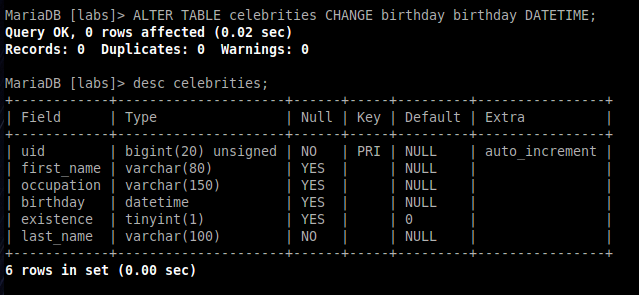 MariaDB [labs]> ALTER TABLE celebrities CHANGE birthday birthday DATETIME;
Query OK, 0 rows affected (0.02 sec)
Records: 0  Duplicates: 0  Warnings: 0

MariaDB [labs]> desc celebrities;
+------------+---------------------+------+-----+---------+----------------+
| Field      | Type                | Null | Key | Default | Extra          |
+------------+---------------------+------+-----+---------+----------------+
| uid        | bigint(20) unsigned | NO   | PRI | NULL    | auto_increment |
| first_name | varchar(80)         | YES  |     | NULL    |                |
| occupation | varchar(150)        | YES  |     | NULL    |                |
| birthday   | datetime            | YES  |     | NULL    |                |
| existence  | tinyint(1)          | YES  |     | 0       |                |
| last_name  | varchar(100)        | NO   |     | NULL    |                |
+------------+---------------------+------+-----+---------+----------------+
6 rows in set (0.00 sec)